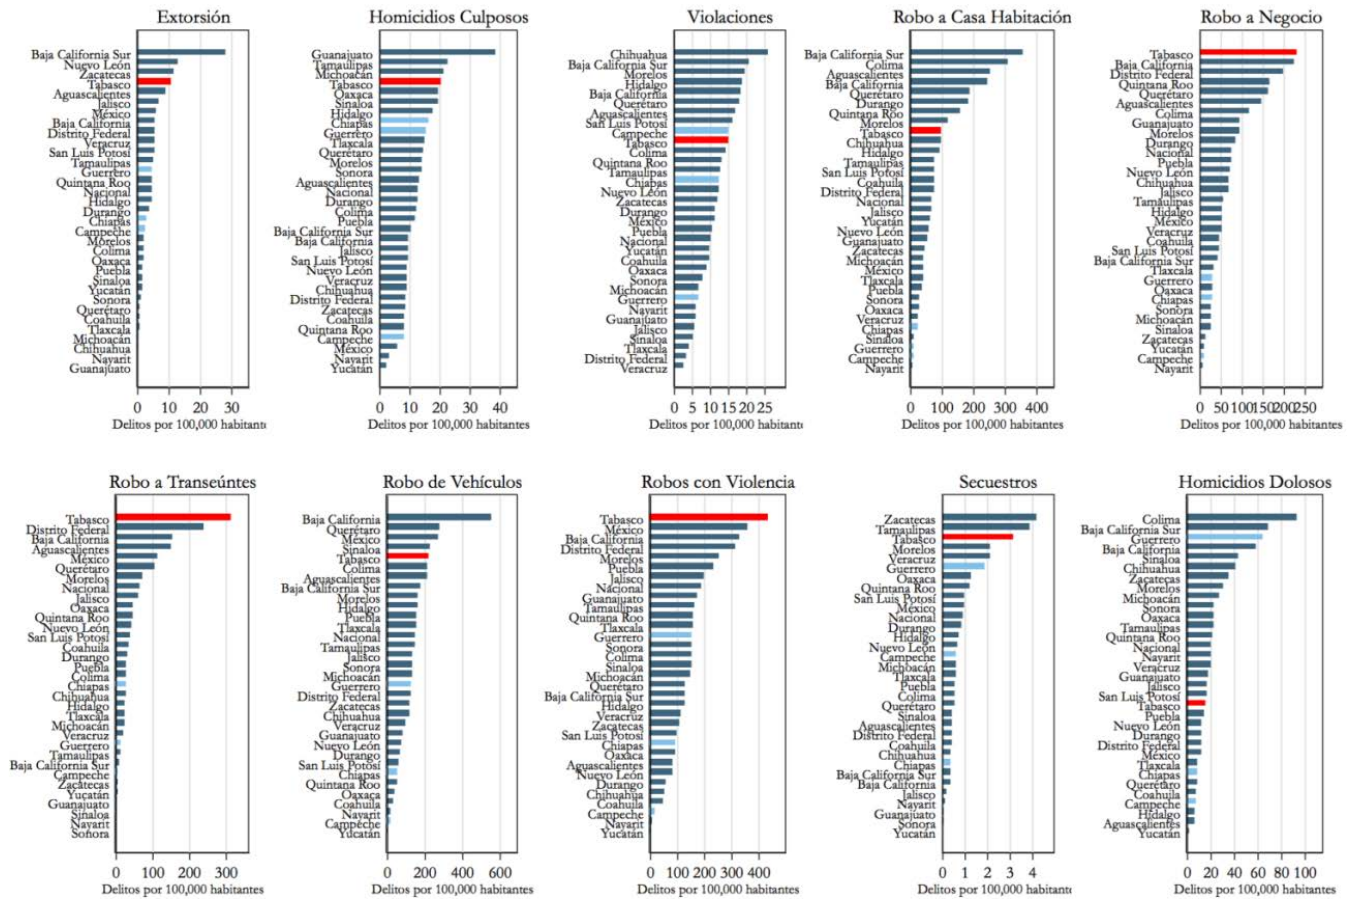 Extorsión
Baja California Sur
Nuevo León
Zacatecas
Tabasco
Aguascalientes
Jalisco
México
Baja California
Distrito Federal
Veracruz
San Luis Potosí
Tamaulipas
Guerrero
Quintana Roo
Nacional
Hidalgo
Durango
Chiapas
Campeche
Morelos
Colima
Oaxaca
Puebla
Sinaloa
Yucatán
Sonora
Querétaro
Coahuila
Tlaxcala
Michoacán
Chihuahua
Nayarit
Guanajuato
0 10 20 30
Delitos por 100,000 habitantes
Homicidios Culposos
Guanajuato
Tamaulipas
Michoacán
Tabasco
Oaxaca
Sinaloa
Hidalgo
Chiapas
Guerrero
Tlaxcala
Querétaro
Morelos
Sonora
Aguascalientes
Nacional
Durango
Colima
Puebla
Baja California Sur
Baja California
Jalisco
San Luis Potosí
Nuevo León
Veracruz
Chihuahua
Distrito Federal
Zacatecas
Coahuila
Quintana Roo
Campeche
México
Nayarit
Yucatán
0 10 20 30 40
Delitos por 100,000 habitantes
Violaciones
Chihuahua
Baja California Sur
Morelos
Hidalgo
Baja California
Querétaro
Aguascalientes
San Luis Potosí
Campeche
Tabasco
Colima
Quintana Roo
Tamaulipas
Chiapas
Nuevo León
Zacatecas
Durango
México
Puebla
Nacional
Yucatán
Coahuila
Oaxaca
Sonora
Michoacán
Guerrero
Nayarit
Guanajuato
Jalisco
Sinaloa
Tlaxcala
Distrito Federal
Veracruz
0 5 10 15 20 25
Delitos por 100,000 habitantes
Robo a Casa Habitación
Baja California Sur
Colima
Aguascalientes
Baja California
Querétaro
Durango
Quintana Roo
Morelos
Tabasco
Chihuahua
Hidalgo
Tamaulipas
San Luis Potosí
Coahuila
Distrito Federal
Nacional
Jalisco
Yucatán
Nuevo León
Guanajuato
Zacatecas
Michoacán
México
Tlaxcala
Puebla
Sonora
Oaxaca
Veracruz
Chiapas
Sinaloa
Guerrero
Campeche
Nayarit
0 100 200 300 400
Delitos por 100,000 habitantes
Robo a Negocio
Tabasco
Baja California
Distrito Federal
Quintana Roo
Querétaro
Aguascalientes
Colima
Guanajuato
Morelos
Durango
Nacional
Puebla
Nuevo León
Chihuahua
Jalisco
Tamaulipas
Hidalgo
México
Veracruz
Coahuila
San Luis Potosí
Baja California Sur
Tlaxcala
Guerrero
Oaxaca
Chiapas
Sonora
Michoacán
Sinaloa
Zacatecas
Yucatán
Campeche
Nayarit
0 50 100 150 200 250
Delitos por 100,000 habitantes
Robo a Transeúntes
Tabasco
Distrito Federal
Baja California
Aguascalientes
México
Querétaro
Morelos
Nacional
Jalisco
Oaxaca
Quintana Roo
Nuevo León
San Luis Potosí
Coahuila
Durango
Puebla
Colima
Chiapas
Chihuahua
Hidalgo
Tlaxcala
Michoacán
Veracruz
Guerrero
Tamaulipas
Baja California Sur
Campeche
Zacatecas
Yucatán
Guanajuato
Sinaloa
Nayarit
Sonora
0 100 200 300
Delitos por 100,000 habitantes
Robo de Vehículos
Baja California
Querétaro
México
Sinaloa
Tabasco
Colima
Aguascalientes
Baja California Sur
Morelos
Hidalgo
Puebla
Tlaxcala
Nacional
Tamaulipas
Jalisco
Sonora
Michoacán
Guerrero
Distrito Federal
Zacatecas
Chihuahua
Veracruz
Guanajuato
Nuevo León
Durango
San Luis Potosí
Chiapas
Quintana Roo
Oaxaca
Coahuila
Nayarit
Campeche
Yucatán
0 200 400 600
Delitos por 100,000 habitantes
Robos con Violencia
Tabasco
México
Baja California
Distrito Federal
Morelos
Puebla
Jalisco
Nacional
Guanajuato
Tamaulipas
Quintana Roo
Tlaxcala
Guerrero
Sonora
Colima
Sinaloa
Michoacán
Querétaro
Baja California Sur
Hidalgo
Veracruz
Zacatecas
San Luis Potosí
Chiapas
Oaxaca
Aguascalientes
Nuevo León
Durango
Chihuahua
Coahuila
Campeche
Nayarit
Yucatán
0 100 200 300 400
Delitos por 100,000 habitantes
Secuestros
Zacatecas
Tamaulipas
Tabasco
Morelos
Veracruz
Guerrero
Oaxaca
Quintana Roo
San Luis Potosí
México
Nacional
Durango
Hidalgo
Nuevo León
Campeche
Michoacán
Tlaxcala
Puebla
Colima
Querétaro
Sinaloa
Aguascalientes
Distrito Federal
Coahuila
Chihuahua
Chiapas
Baja California Sur
Baja California
Jalisco
Nayarit
Guanajuato
Sonora
Yucatán
0 1 2 3 4
Delitos por 100,000 habitantes
Homicidios Dolosos
Colima
Baja California Sur
Guerrero
Baja California
Sinaloa
Chihuahua
Zacatecas
Morelos
Michoacán
Sonora
Oaxaca
Tamaulipas
Quintana Roo
Nacional
Nayarit
Veracruz
Guanajuato
Jalisco
San Luis Potosí
Tabasco
Puebla
Nuevo León
Durango
Distrito Federal
México
Tlaxcala
Chiapas
Querétaro
Coahuila
Campeche
Hidalgo
Aguascalientes
Yucatán
0 20 40 60 80 100
Delitos por 100,000 habitantes